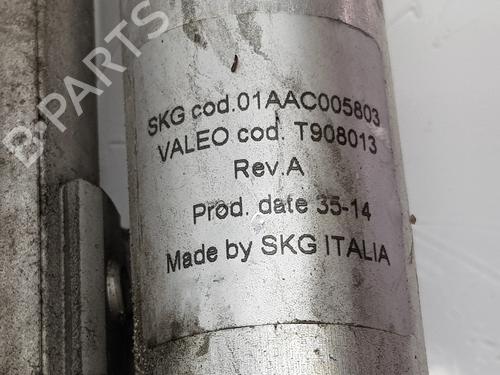 B-PARTS
SKG cod.01AAC005803
VALEO cod. T908013
Rev.A
Prod. date 35-14
Made by SKG ITALIA